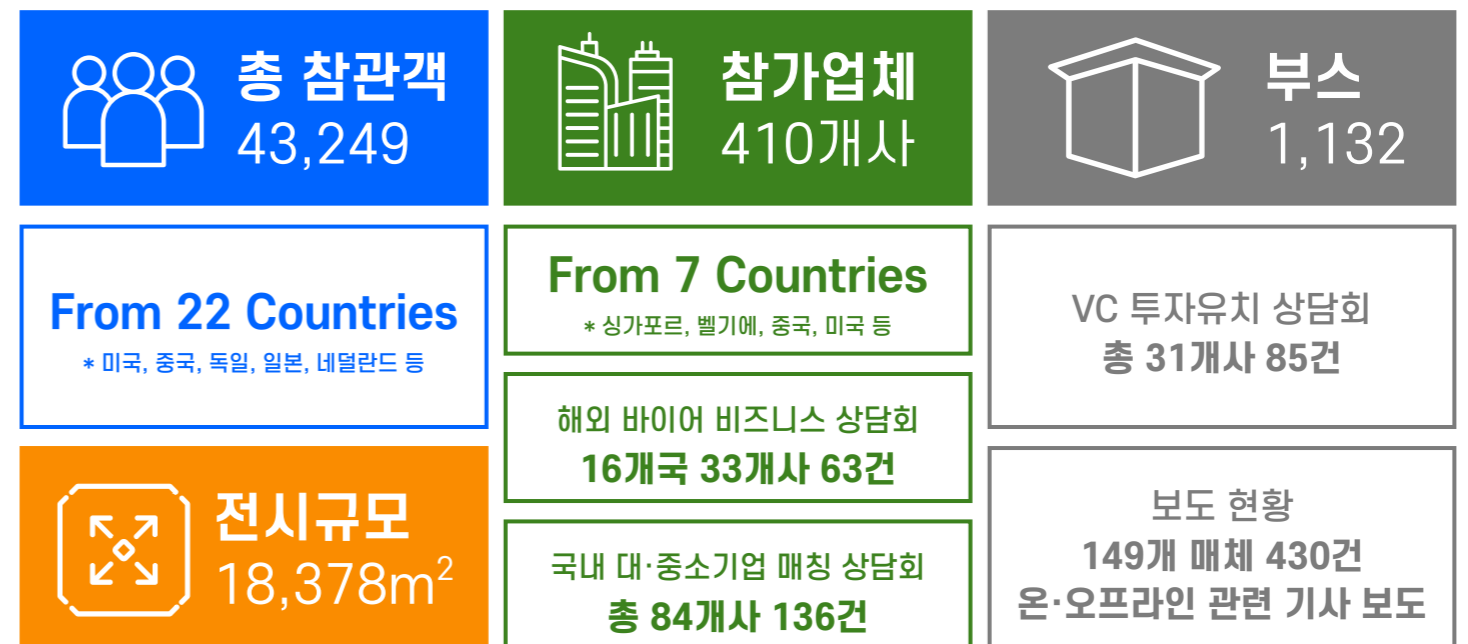 총 참관객
43,249
From 22 Countries
* 미국, 중국, 독일, 일본, 네덜란드 등
전시규모
18,378m²
참가업체
410개사
From 7 Countries
* 싱가포르, 벨기에, 중국, 미국 등
해외 바이어 비즈니스 상담회
16개국 33개사 63건
국내 대·중소기업 매칭 상담회
총 84개사 136건
부스
1,132
VC 투자유치 상담회
총 31개사 85건
보도 현황
149개 매체 430건
온·오프라인 관련 기사 보도